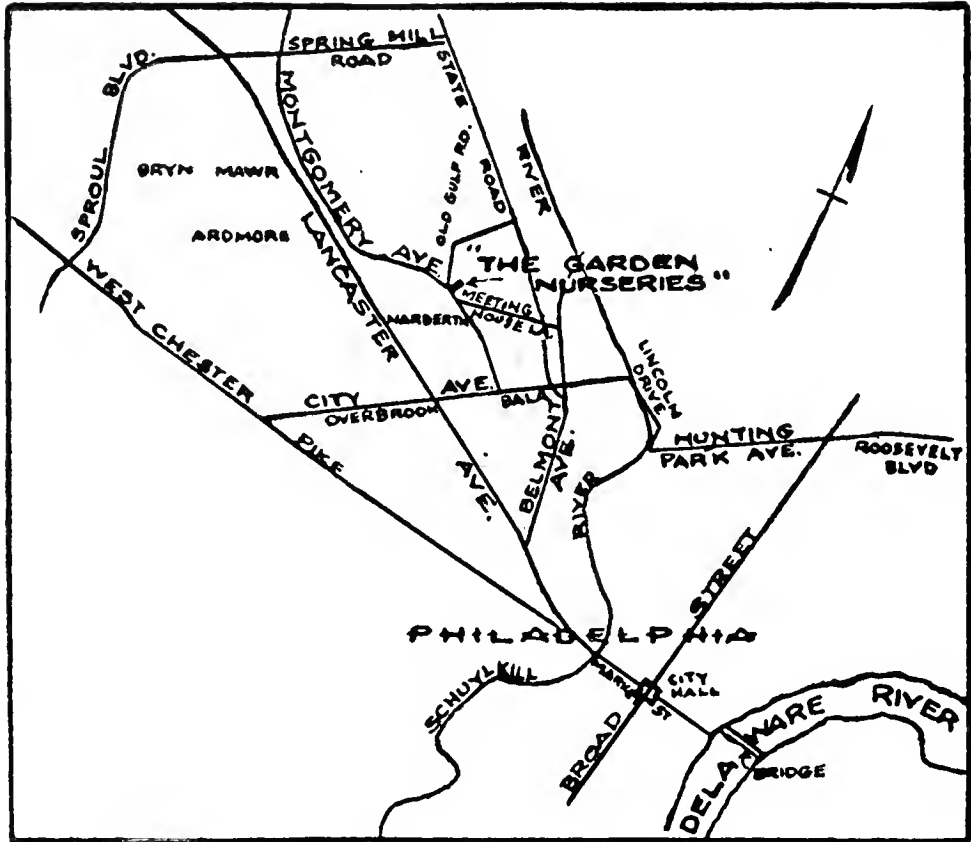 SPRING HILL
ROAD
SPROUL BLVD.
MONTGOMERY AVE.
STATE ROAD
OLD GULF RD.
RIVER
BRYN MAWR
ARDMORE
LANCASTER AVE.
"THE GARDEN
NURSERIES"
MEETING
HOUSE LA.
NARBERTH
WEST CHESTER PIKE
CITY AVE.
OVERBROOK
BALA
LINCOLN
DRIVE
BELMONT
AVE.
HUNTING
PARK AVE.
ROOSEVELT
BLVD
RIVER
BROAD STREET
PHILADELPHIA
SCHUYLKILL
MARKET ST
CITY
HALL
DELAWARE RIVER
BRIDGE